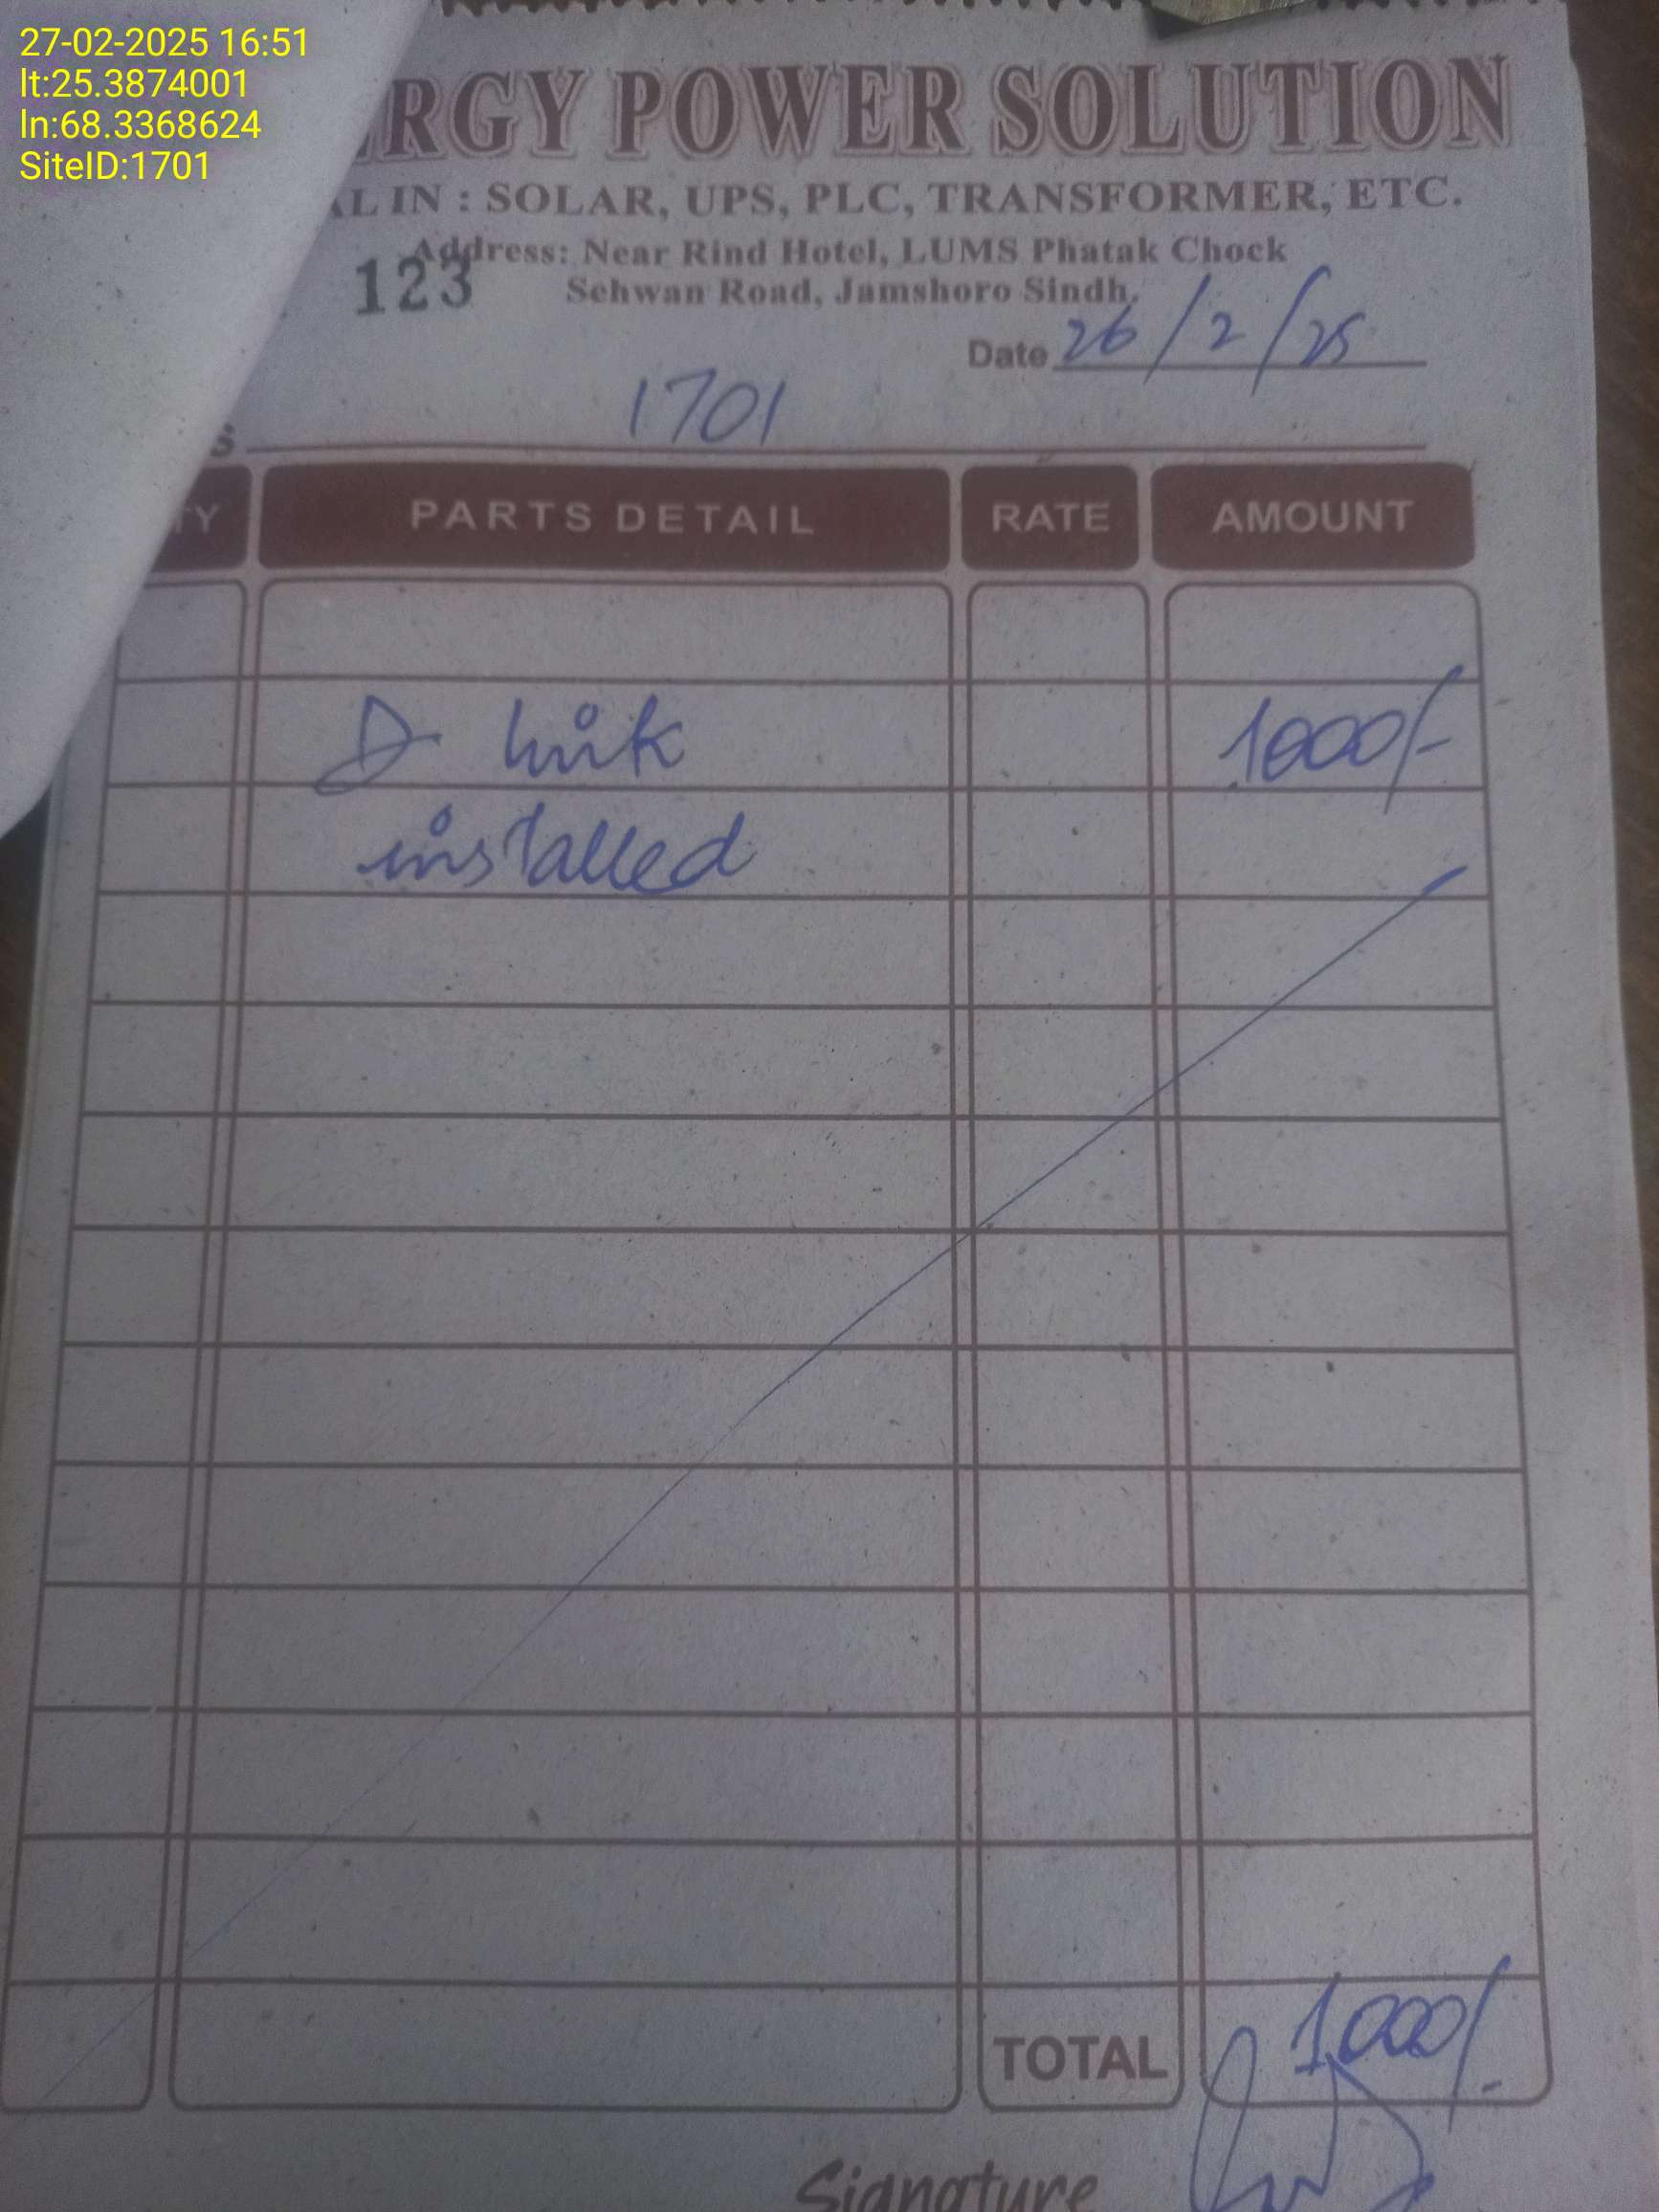 27-02-2025 16:51
lt:25.3874001
ln:68.3368624
SiteID:1701
RGY POWER SOLUTION
AL IN : SOLAR, UPS, PLC, TRANSFORMER, ETC.
Address: Near Rind Hotel, LUMS Phatak Chock
123 Sehwan Road, Jamshoro Sindh.
Date 26/2/25
S 1701
TY PARTS DETAIL RATE AMOUNT
D link 1000/-
installed
TOTAL 1000/-
Signature